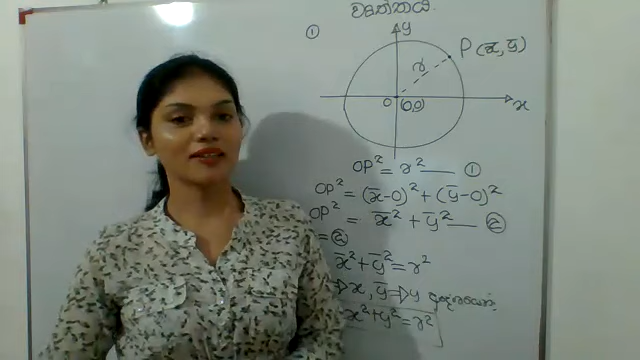 වෘත්තය.
①
y
P (x̄, ȳ)
r
0 (0,0) x
OP² = r² —— ①
OP² = (x̄-0)² + (ȳ-0)²
OP² = x̄² + ȳ² —— ②
= ②
x̄² + ȳ² = r²
⇒ x, ȳ ⇒ y
x² + y² = r²